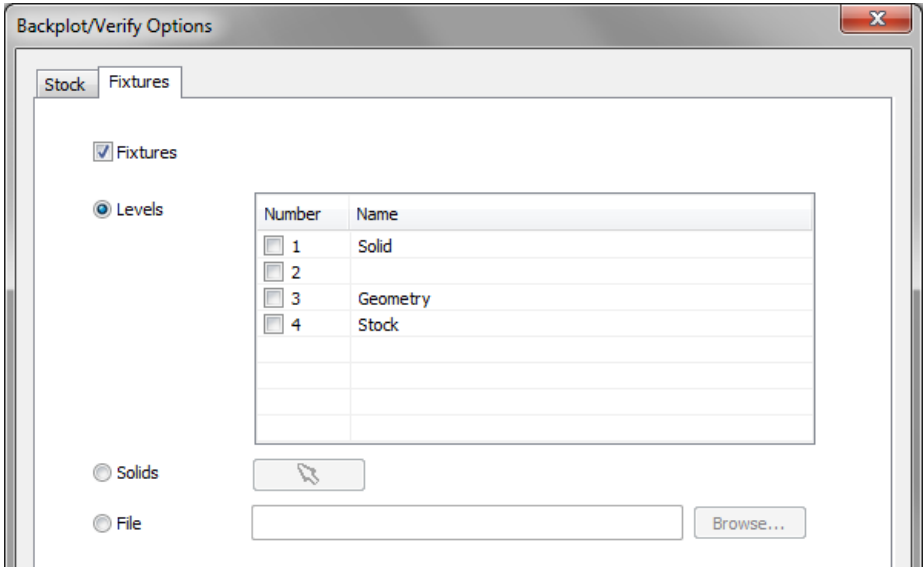 Backplot/Verify Options
Stock Fixtures
Fixtures
Levels
Number Name
1 Solid
2
3 Geometry
4 Stock
Solids
File Browse...